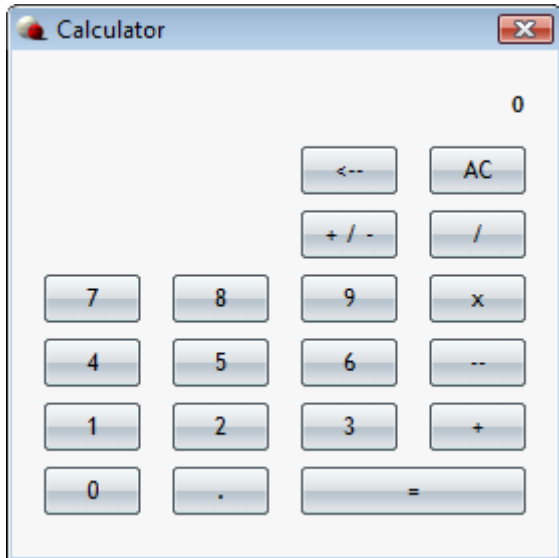 Calculator
0
<-- AC
+ / - /
7 8 9 x
4 5 6 --
1 2 3 +
0 . =